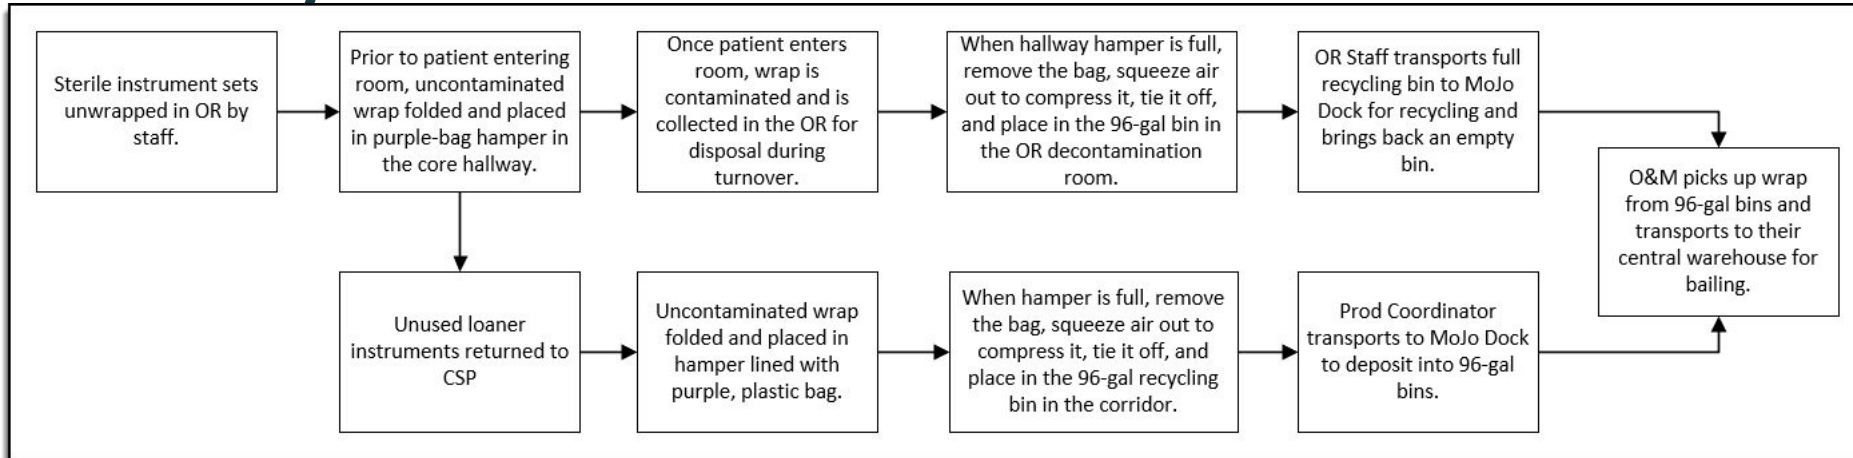 Sterile instrument sets
unwrapped in OR by
staff.
Prior to patient entering
room, uncontaminated
wrap folded and placed
in purple-bag hamper in
the core hallway.
Once patient enters
room, wrap is
contaminated and is
collected in the OR for
disposal during
turnover.
When hallway hamper is full,
remove the bag, squeeze air
out to compress it, tie it off,
and place in the 96-gal bin in
the OR decontamination
room.
OR Staff transports full
recycling bin to MoJo
Dock for recycling and
brings back an empty
bin.
O&M picks up wrap
from 96-gal bins and
transports to their
central warehouse for
bailing.
Unused loaner
instruments returned to
CSP
Uncontaminated wrap
folded and placed in
hamper lined with
purple, plastic bag.
When hamper is full, remove
the bag, squeeze air out to
compress it, tie it off, and
place in the 96-gal recycling
bin in the corridor.
Prod Coordinator
transports to MoJo Dock
to deposit into 96-gal
bins.